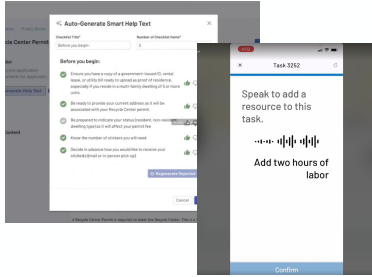 Auto-Generate Smart Help Text
Checklist Title*
Number of Checklist Items*
Before you begin:
5
Before you begin:
Ensure you have a copy of a government-issued ID, rental
lease, or utility bill ready to upload as proof of residence,
especially if you reside in a multi-family dwelling of 5 or more
units.
Be ready to provide your current address as it will be
associated with your Recycle Center permit.
Be prepared to indicate your status (resident, non-resident
dwelling type) as it will affect your permit fee
Know the number of stickers you will need
Decide in advance how you would like to receive your
sticker(s) (mail or in-person pick-up)
Regenerate Rejected
Cancel
cle Center Permit
Task 3252
Speak to add a
resource to this
task.
Add two hours of
labor
Confirm